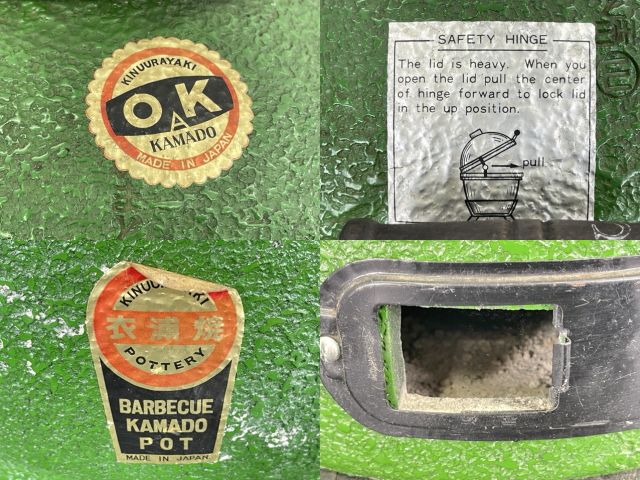 KINUURAYAKI
OAK
KAMADO
MADE IN JAPAN
SAFETY HINGE
The lid is heavy. When you
open the lid pull the center
of hinge forward to lock lid
in the up position.
pull
KINUURAYAKI
衣浦焼
POTTERY
BARBECUE
KAMADO
POT
MADE IN JAPAN